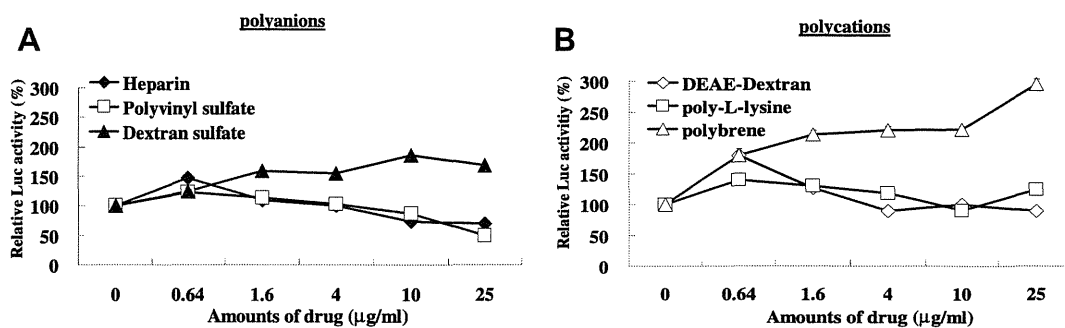 A
polyanions
Relative Luc activity (%)
300
250
200
150
100
50
0
Heparin
Polyvinyl sulfate
Dextran sulfate
0 0.64 1.6 4 10 25
Amounts of drug (μg/ml)
B
polycations
Relative Luc activitiy (%)
300
250
200
150
100
50
0
DEAE-Dextran
poly-L-lysine
polybrene
0 0.64 1.6 4 10 25
Amounts of drug (μg/ml)